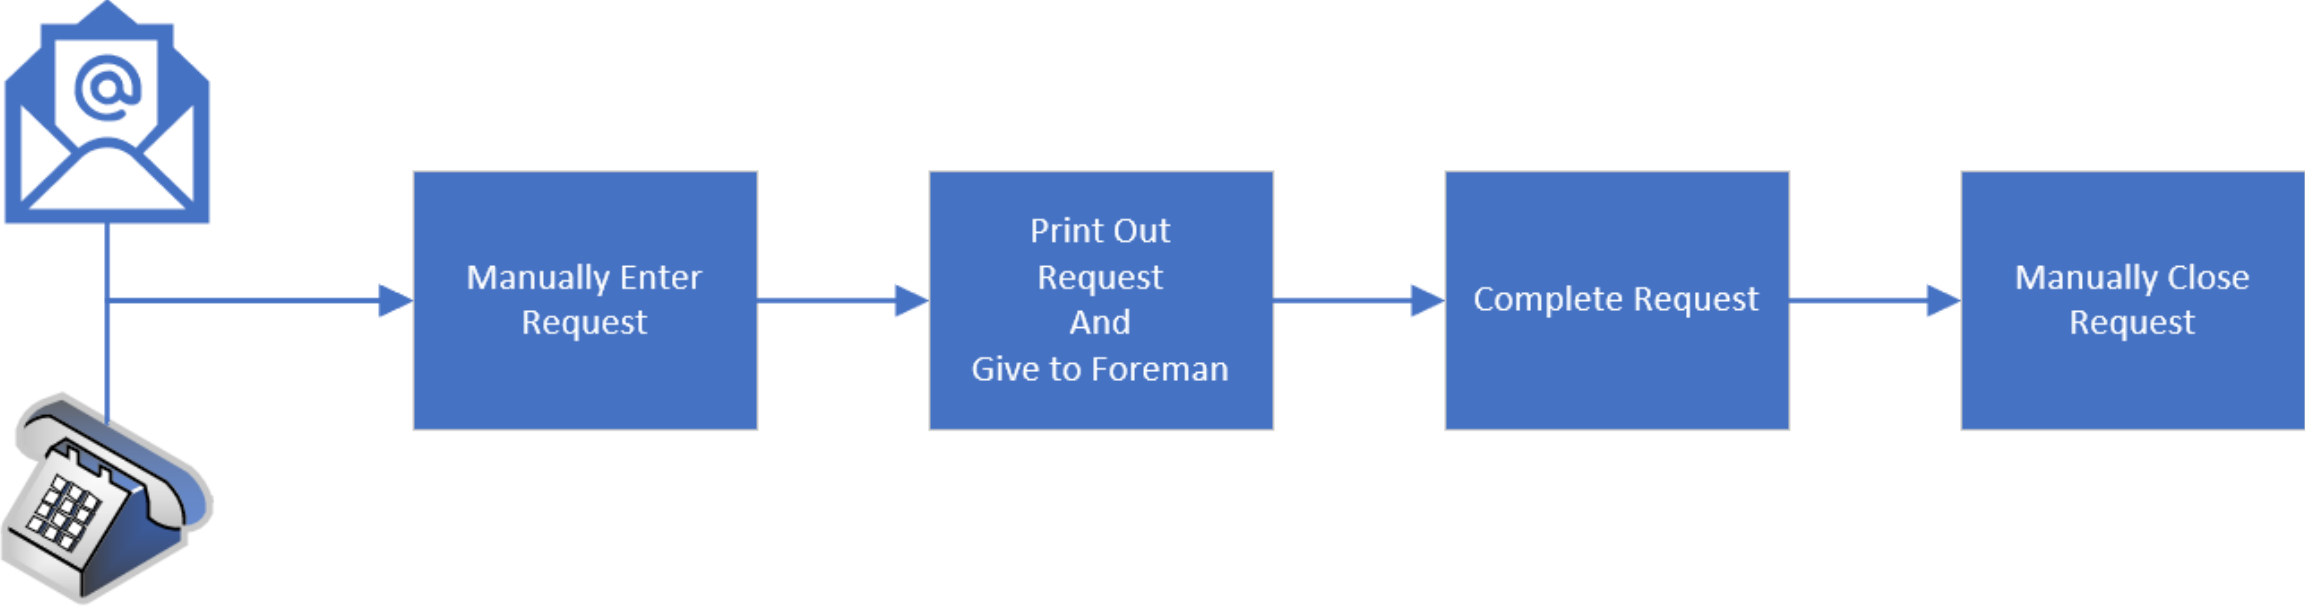 @
Manually Enter
Request
Print Out
Request
And
Give to Foreman
Complete Request
Manually Close
Request